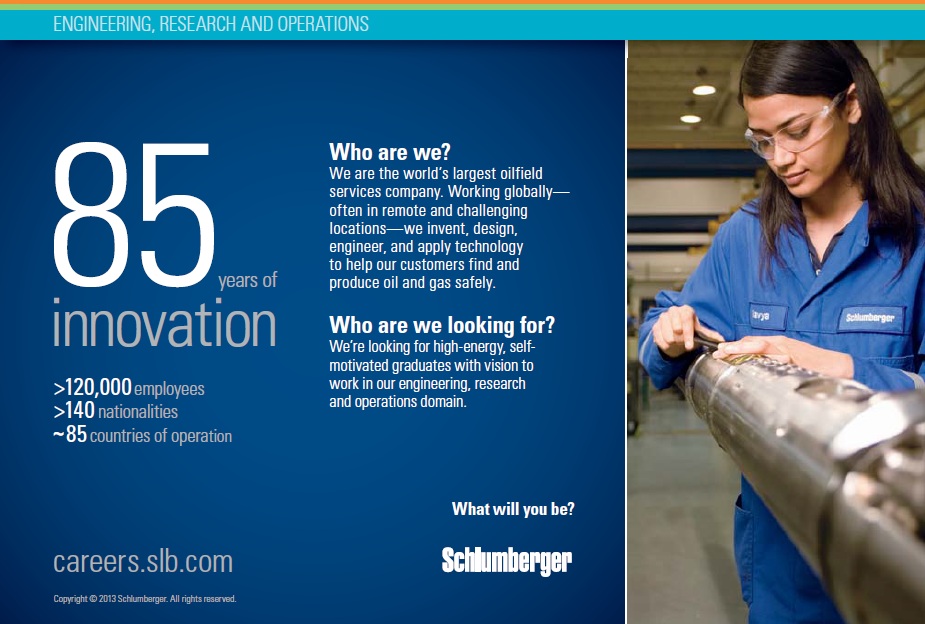 ENGINEERING, RESEARCH AND OPERATIONS
85
years of
innovation
>120,000 employees
>140 nationalities
~85 countries of operation
careers.slb.com
Copyright © 2013 Schlumberger. All rights reserved.
Who are we?
We are the world's largest oilfield
services company. Working globally—
often in remote and challenging
locations—we invent, design,
engineer, and apply technology
to help our customers find and
produce oil and gas safely.
Who are we looking for?
We're looking for high-energy, self-
motivated graduates with vision to
work in our engineering, research
and operations domain.
What will you be?
Schlumberger
Schlumberger